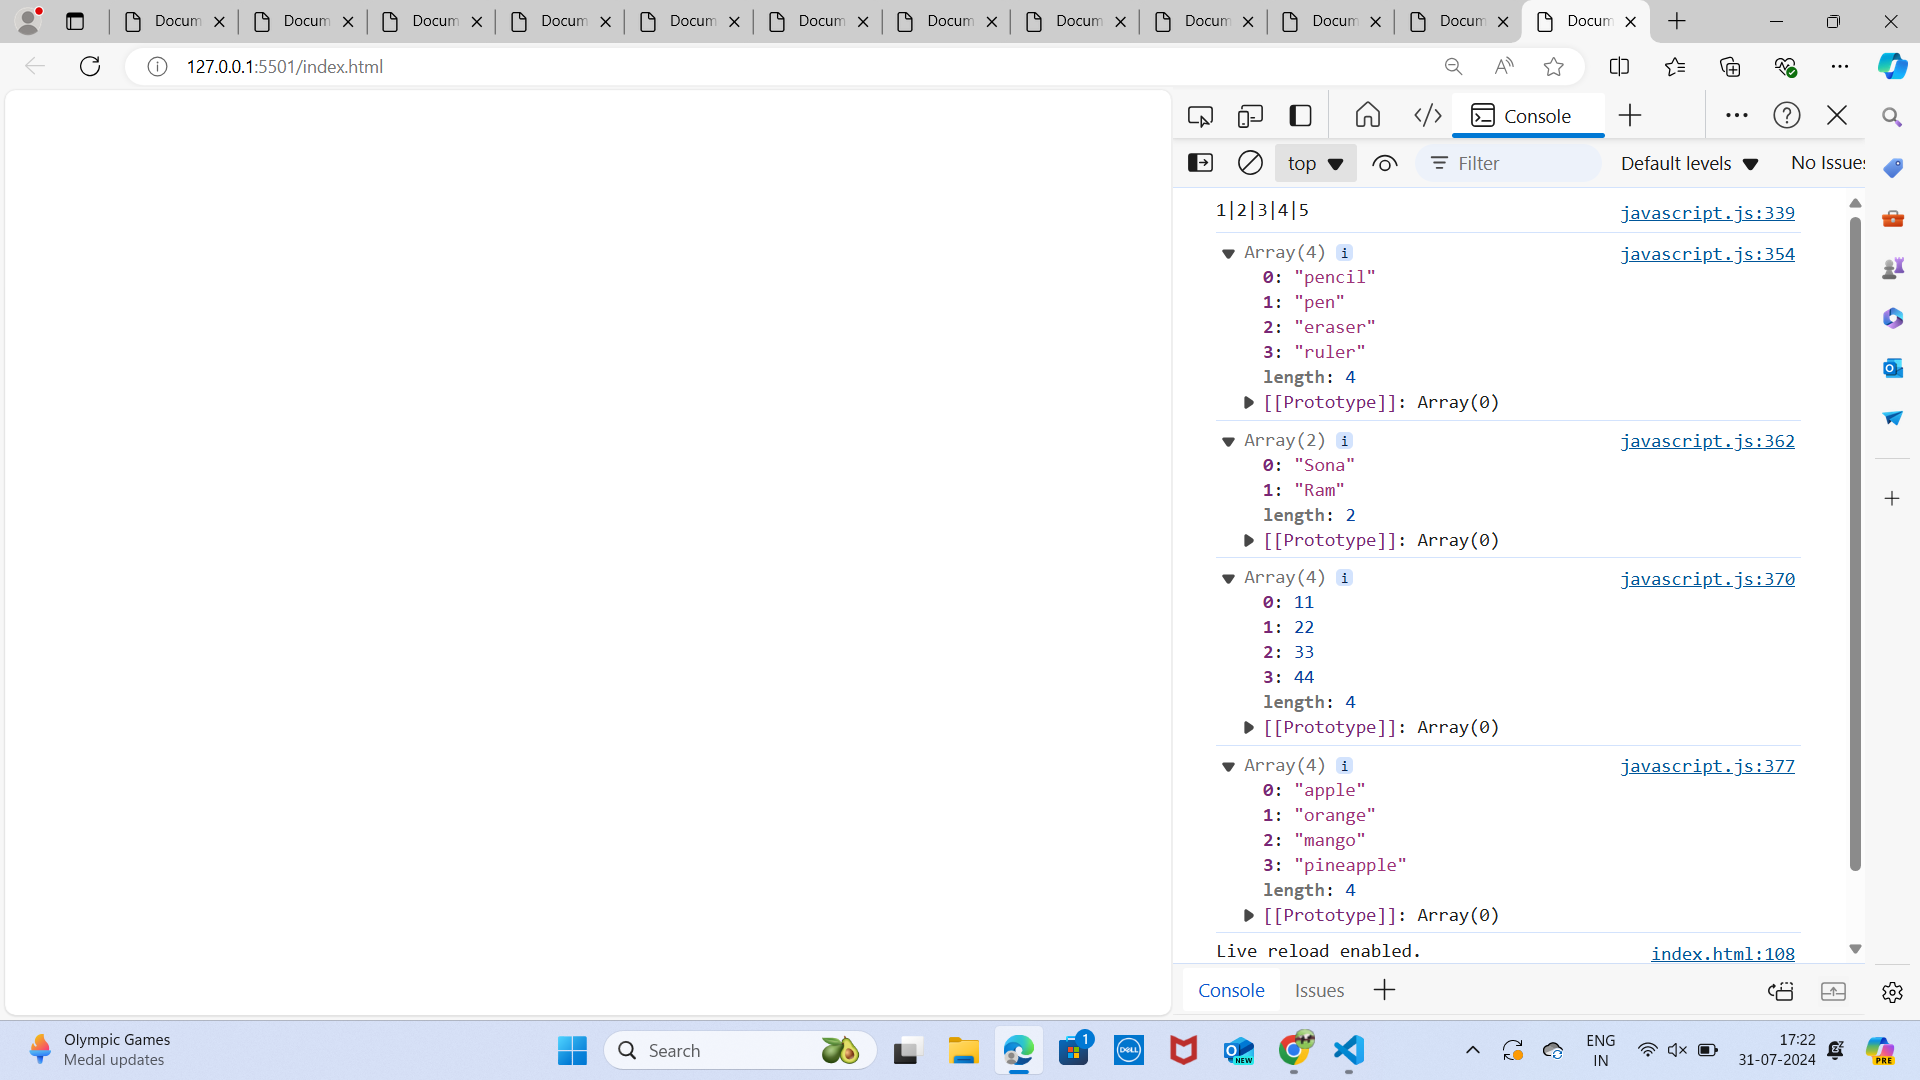 Docum Docum Docum Docum Docum Docum Docum Docum Docum Docum Docum Docum
127.0.0.1:5501/index.html
Console
top Filter Default levels No Issues
1|2|3|4|5 javascript.js:339
Array(4) i javascript.js:354
0: "pencil"
1: "pen"
2: "eraser"
3: "ruler"
length: 4
[[Prototype]]: Array(0)
Array(2) i javascript.js:362
0: "Sona"
1: "Ram"
length: 2
[[Prototype]]: Array(0)
Array(4) i javascript.js:370
0: 11
1: 22
2: 33
3: 44
length: 4
[[Prototype]]: Array(0)
Array(4) i javascript.js:377
0: "apple"
1: "orange"
2: "mango"
3: "pineapple"
length: 4
[[Prototype]]: Array(0)
Live reload enabled. index.html:108
Console Issues
Olympic Games
Medal updates
Search
1
DELL
NEW
ENG
IN
17:22
31-07-2024
PRE